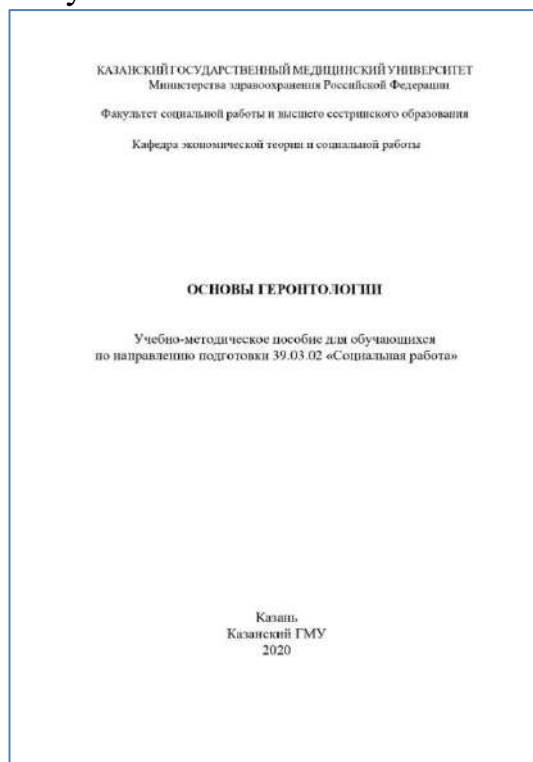 КАЗАНСКИЙ ГОСУДАРСТВЕННЫЙ МЕДИЦИНСКИЙ УНИВЕРСИТЕТ
Министерства здравоохранения Российской Федерации
Факультет социальной работы и высшего сестринского образования
Кафедра экономической теории и социальной работы
ОСНОВЫ ГЕРОНТОЛОГИИ
Учебно-методическое пособие для обучающихся
по направлению подготовки 39.03.02 «Социальная работа»
Казань
Казанский ГМУ
2020